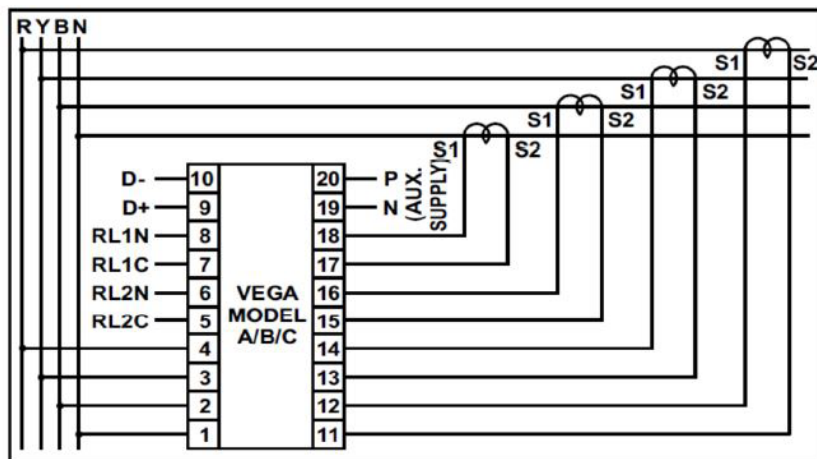 R Y B N
S1 S2
S1 S2
S1 S2
S1 S2
D- 10 20 P
D+ 9 19 N
(AUX. SUPPLY)
RL1N 8 18
RL1C 7 17
RL2N 6 16
RL2C 5 15
VEGA
MODEL
A/B/C
4 14
3 13
2 12
1 11